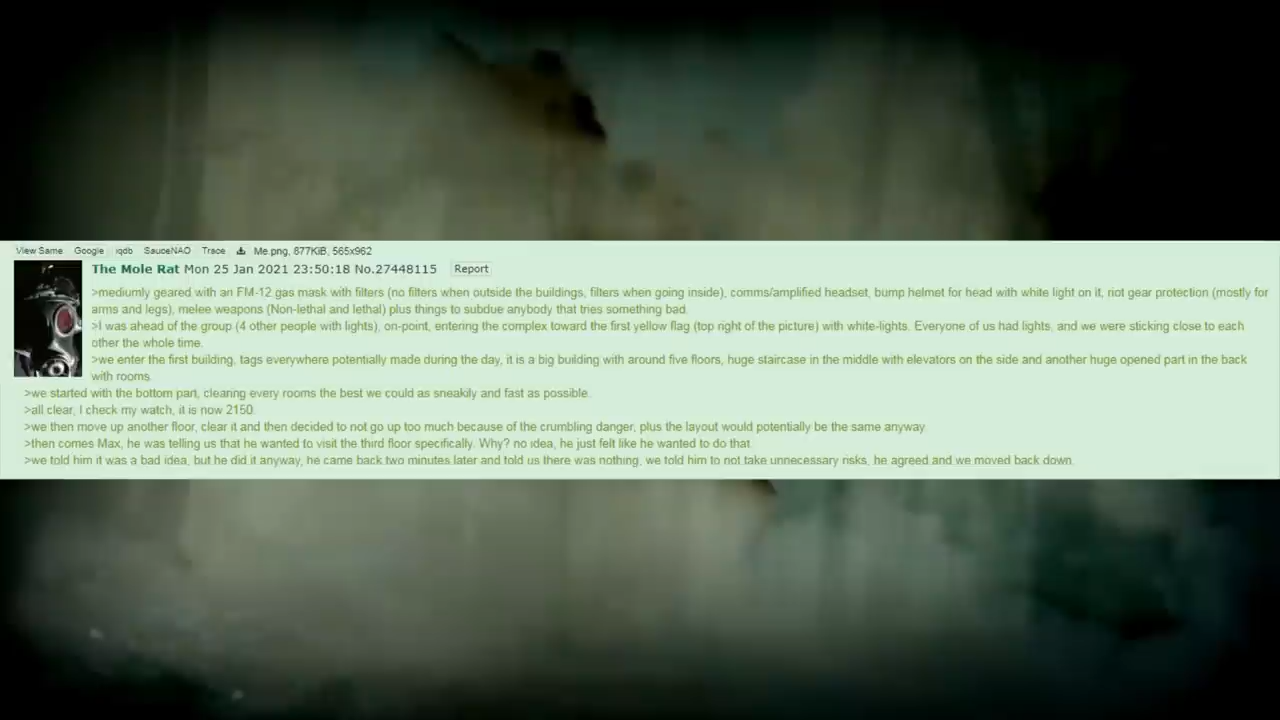 View Same Google iqdb SauceNAO Trace Me.png, 877KiB, 565x962
The Mole Rat Mon 25 Jan 2021 23:50:18 No.27448115 Report
>mediumly geared with an FM-12 gas mask with filters (no filters when outside the buildings, filters when going inside), comms/amplified headset, bump helmet for head with white light on it, riot gear protection (mostly for
arms and legs), melee weapons (Non-lethal and lethal) plus things to subdue anybody that tries something bad.
>I was ahead of the group (4 other people with lights), on-point, entering the complex toward the first yellow flag (top right of the picture) with white-lights. Everyone of us had lights, and we were sticking close to each
other the whole time.
>we enter the first building, tags everywhere potentially made during the day, it is a big building with around five floors, huge staircase in the middle with elevators on the side and another huge opened part in the back
with rooms.
>we started with the bottom part, clearing every rooms the best we could as sneakily and fast as possible.
>all clear, I check my watch, it is now 2150.
>we then move up another floor, clear it and then decided to not go up too much because of the crumbling danger, plus the layout would potentially be the same anyway.
>then comes Max, he was telling us that he wanted to visit the third floor specifically. Why? no idea, he just felt like he wanted to do that.
>we told him it was a bad idea, but he did it anyway, he came back two minutes later and told us there was nothing, we told him to not take unnecessary risks, he agreed and we moved back down.